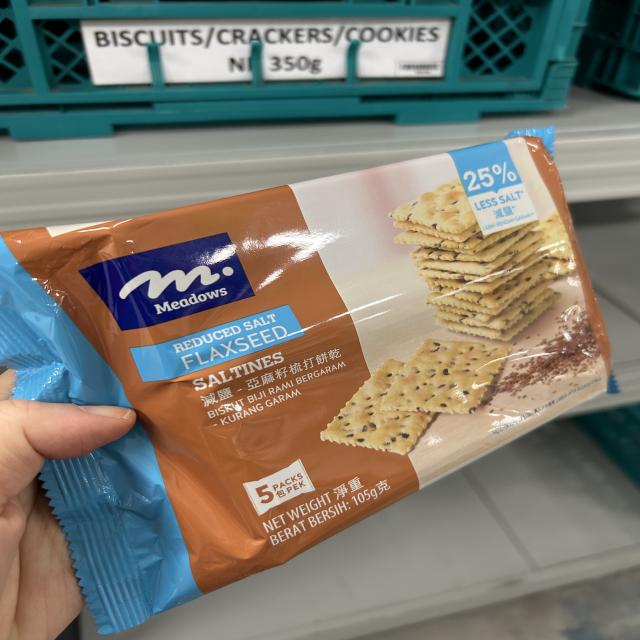 BISCUITS/CRACKERS/COOKIES
350g
25%
LESS SALT*
減鹽*
m.
Meadows
REDUCED SALT
FLAXSEED
SALTINES
減鹽 - 亞麻籽梳打餅乾
BISKUT BIJI RAMI BERGARAM
- KURANG GARAM
5 PACKS
包 PEK
NET WEIGHT 淨重
BERAT BERSIH: 105g克